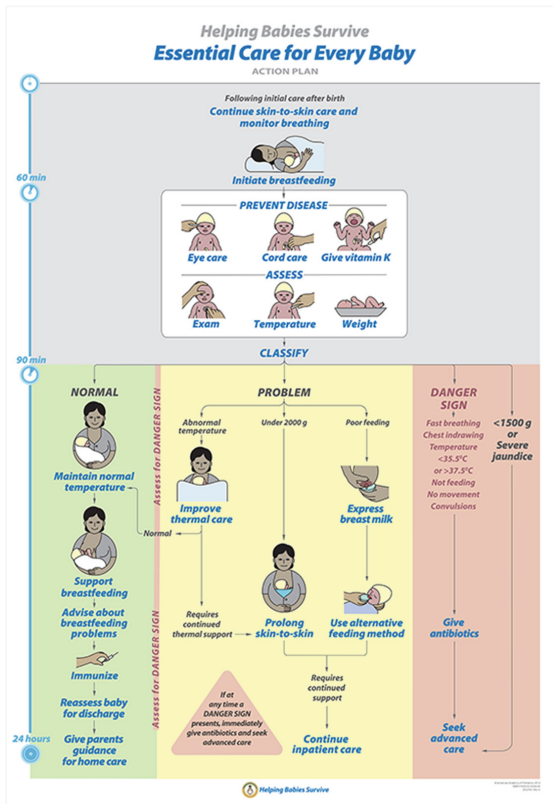 Helping Babies Survive
Essential Care for Every Baby
ACTION PLAN
Following initial care after birth
Continue skin-to-skin care and
monitor breathing
60 min
Initiate breastfeeding
PREVENT DISEASE
Eye care
Cord care
Give vitamin K
ASSESS
Exam
Temperature
Weight
90 min
CLASSIFY
NORMAL
Maintain normal
temperature
Support
breastfeeding
Advise about
breastfeeding
problems
Immunize
Reassess baby
for discharge
24 hours
Give parents
guidance
for home care
Assess for DANGER SIGN
Assess for DANGER SIGN
PROBLEM
Abnormal
temperature
Improve
thermal care
Normal
Requires
continued
thermal support
Under 2000 g
Prolong
skin-to-skin
Poor feeding
Express
breast milk
Use alternative
feeding method
Requires
continued
support
Continue
inpatient care
If at
any time a
DANGER SIGN
presents, immediately
give antibiotics and seek
advanced care
DANGER
SIGN
Fast breathing
Chest indrawing
Temperature
<35.5ºC
or >37.5ºC
Not feeding
No movement
Convulsions
Give
antibiotics
Seek
advanced
care
<1500 g
or
Severe
jaundice
Helping Babies Survive